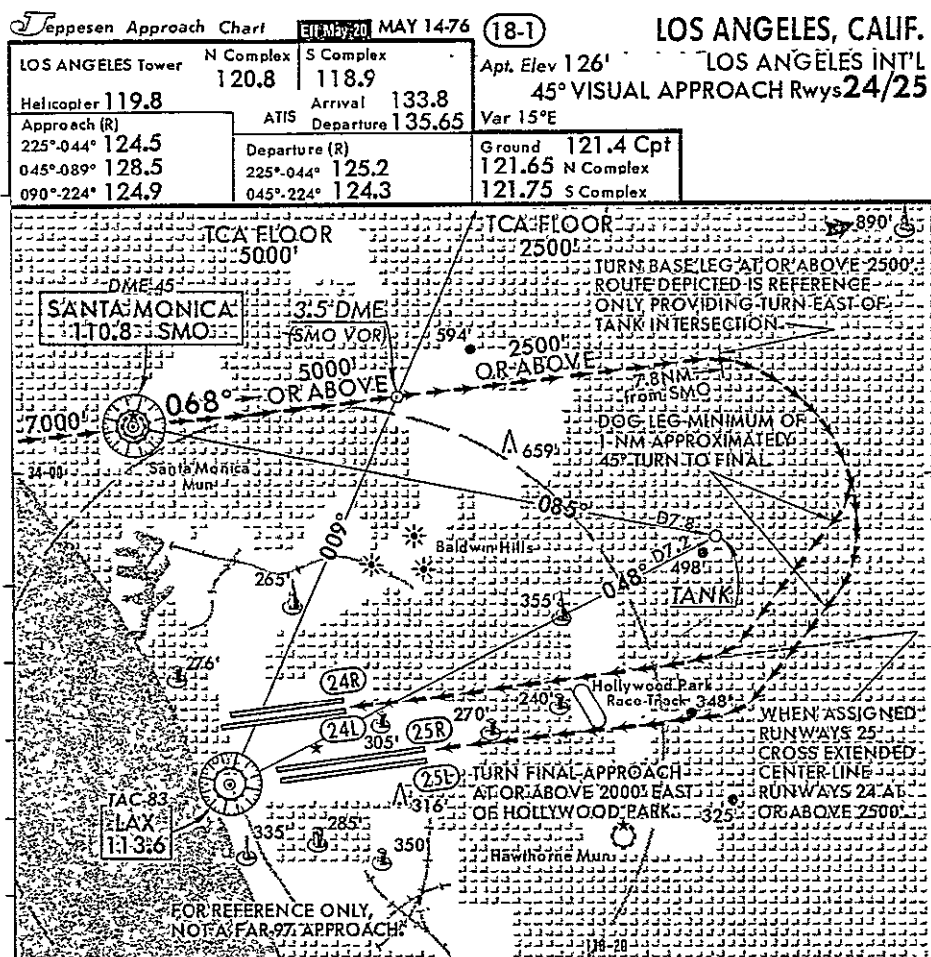 Jeppesen Approach Chart Eff May 20 MAY 14-76 18-1 LOS ANGELES, CALIF.
LOS ANGELES Tower N Complex 120.8 S Complex 118.9
Helicopter 119.8
ATIS Arrival 133.8
Departure 135.65
Apt. Elev 126' LOS ANGELES INT'L
45° VISUAL APPROACH Rwys 24/25
Var 15°E
Approach (R)
225°-044° 124.5
045°-089° 128.5
090°-224° 124.9
Departure (R)
225°-044° 125.2
045°-224° 124.3
Ground 121.4 Cpt
121.65 N Complex
121.75 S Complex
TCA FLOOR
5000'
TCA FLOOR
2500'
890'
TURN BASE LEG AT OR ABOVE 2500'.
ROUTE DEPICTED IS REFERENCE
ONLY, PROVIDING TURN EAST OF
TANK INTERSECTION.
DME-45
SANTA MONICA
110.8 SMO
3.5 DME
(SMO VOR)
594'
5000'
OR ABOVE
2500'
OR ABOVE
7.8NM
from SMO
7000'
068°
DOG LEG MINIMUM OF
1 NM APPROXIMATELY
45° TURN TO FINAL
659'
34-00
Santa Monica
Mun
085°
D7.8
009°
Baldwin Hills
D7.2
498'
048°
TANK
265'
355'
276'
24R
Hollywood Park
Race Track
348'
240'
24L
305'
25R
270'
25L
WHEN ASSIGNED
RUNWAYS 25
CROSS EXTENDED
CENTER LINE
RUNWAYS 24 AT
OR ABOVE 2500'
TURN FINAL APPROACH
AT OR ABOVE 2000' EAST
OF HOLLYWOOD PARK.
TAC-83
LAX
113.6
316'
325'
335'
285'
350'
Hawthorne Mun
FOR REFERENCE ONLY,
NOT A FAR 97 APPROACH.
118-20